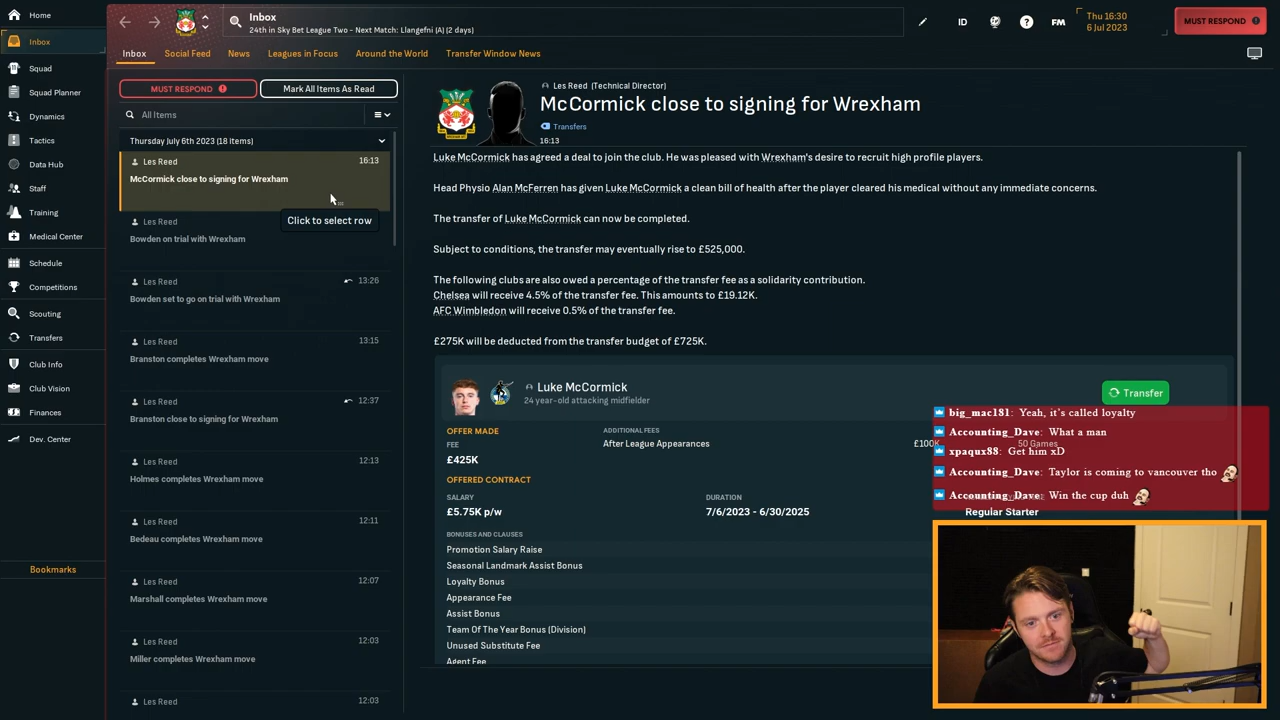 Home
Inbox
Squad
Squad Planner
Dynamics
Tactics
Data Hub
Staff
Training
Medical Center
Schedule
Competitions
Scouting
Transfers
Club Info
Club Vision
Finances
Dev. Center
Bookmarks
Inbox
24th in Sky Bet League Two - Next Match: Llangefni (A) (2 days)
ID
?
FM
Thu 16:30
6 Jul 2023
MUST RESPOND
Inbox
Social Feed
News
Leagues in Focus
Around the World
Transfer Window News
MUST RESPOND
Mark All Items As Read
All Items
Thursday July 6th 2023 (18 Items)
Les Reed 16:13
McCormick close to signing for Wrexham
Click to select row
Les Reed
Bowden on trial with Wrexham
Les Reed 13:26
Bowden set to go on trial with Wrexham
Les Reed 13:15
Branston completes Wrexham move
Les Reed 12:37
Branston close to signing for Wrexham
Les Reed 12:13
Holmes completes Wrexham move
Les Reed 12:11
Bedeau completes Wrexham move
Les Reed 12:07
Marshall completes Wrexham move
Les Reed 12:03
Miller completes Wrexham move
Les Reed 12:03
Les Reed (Technical Director)
McCormick close to signing for Wrexham
Transfers
16:13
Luke McCormick has agreed a deal to join the club. He was pleased with Wrexham's desire to recruit high profile players.
Head Physio Alan McFerren has given Luke McCormick a clean bill of health after the player cleared his medical without any immediate concerns.
The transfer of Luke McCormick can now be completed.
Subject to conditions, the transfer may eventually rise to £525,000.
The following clubs are also owed a percentage of the transfer fee as a solidarity contribution.
Chelsea will receive 4.5% of the transfer fee. This amounts to £19.12K.
AFC Wimbledon will receive 0.5% of the transfer fee.
£275K will be deducted from the transfer budget of £725K.
Luke McCormick
24 year-old attacking midfielder
Transfer
OFFER MADE
FEE
£425K
ADDITIONAL FEES
After League Appearances £100K 50 Games
OFFERED CONTRACT
SALARY
£5.75K p/w
DURATION
7/6/2023 - 6/30/2025
Regular Starter
BONUSES AND CLAUSES
Promotion Salary Raise
Seasonal Landmark Assist Bonus
Loyalty Bonus
Appearance Fee
Assist Bonus
Team Of The Year Bonus (Division)
Unused Substitute Fee
Agent Fee
big_mac181: Yeah, it's called loyalty
Accounting_Dave: What a man
xpaqux88: Get him xD
Accounting_Dave: Taylor is coming to vancouver tho
Accounting_Dave: Win the cup duh